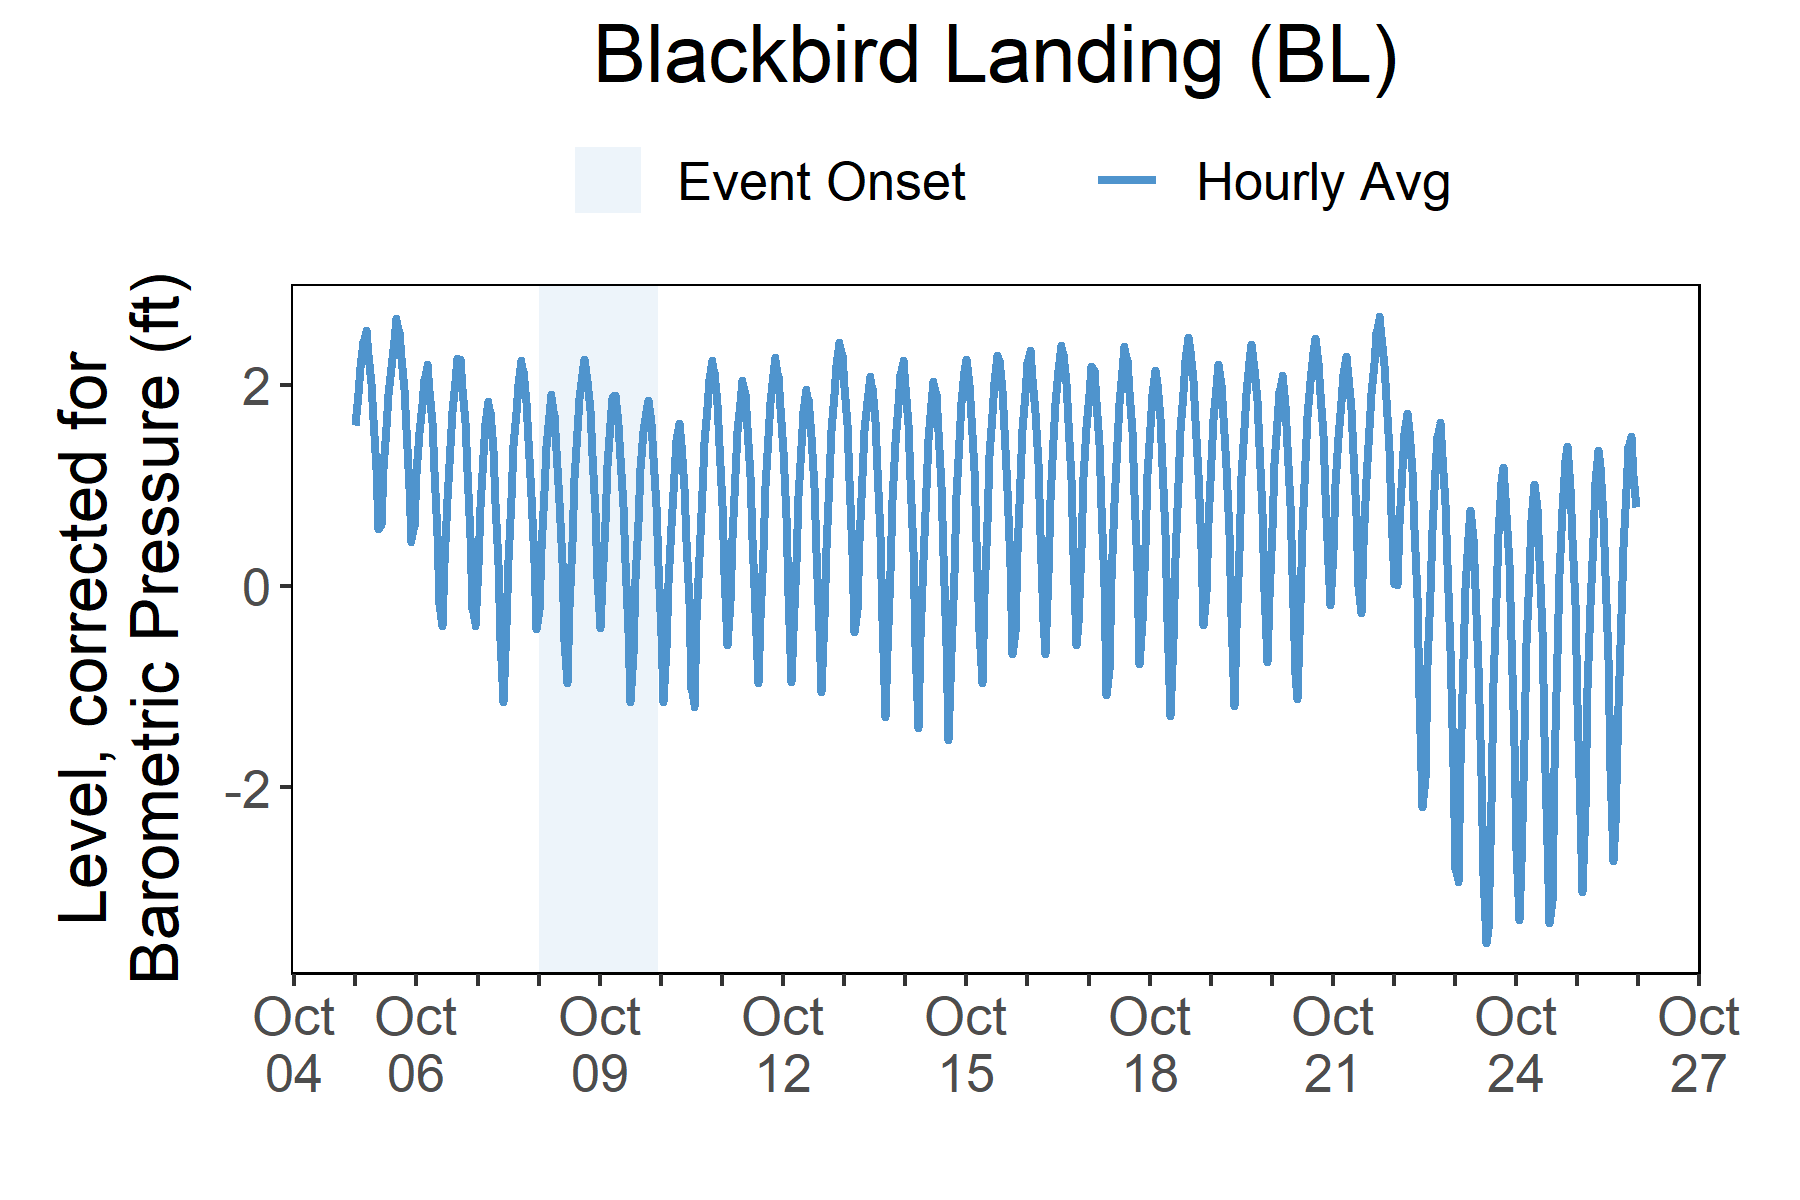 Blackbird Landing (BL)
Event Onset
Hourly Avg
Level, corrected for
Barometric Pressure (ft)
2
0
-2
Oct
04
Oct
06
Oct
09
Oct
12
Oct
15
Oct
18
Oct
21
Oct
24
Oct
27